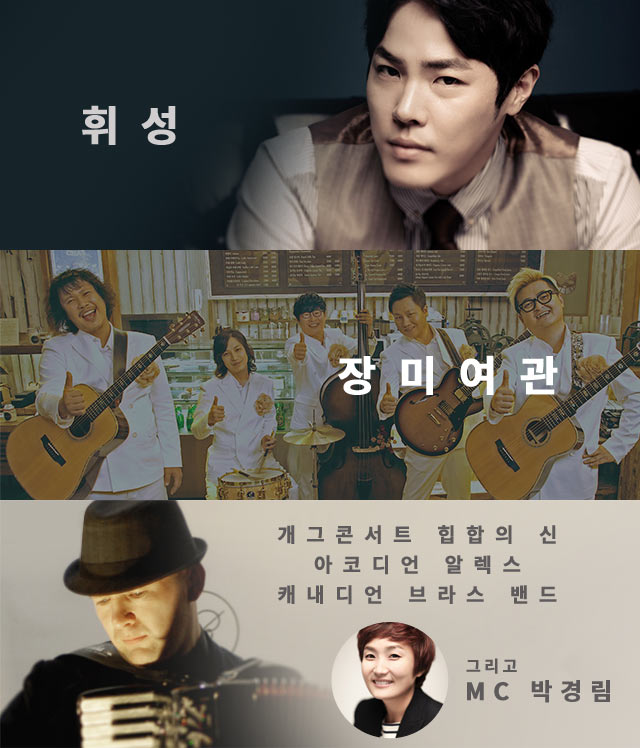 휘성
장미여관
개그콘서트 힙합의 신
아코디언 알렉스
캐내디언 브라스 밴드
그리고
MC 박경림